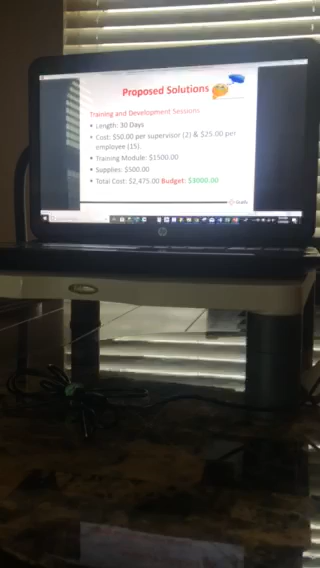 Proposed Solutions
Training and Development Sessions
• Length: 30 Days
• Cost: $50.00 per supervisor (2) & $25.00 per
employee (15)
• Training Module: $1500.00
• Supplies: $500.00
• Total Cost: $2,475.00 Budget: $3000.00
hp